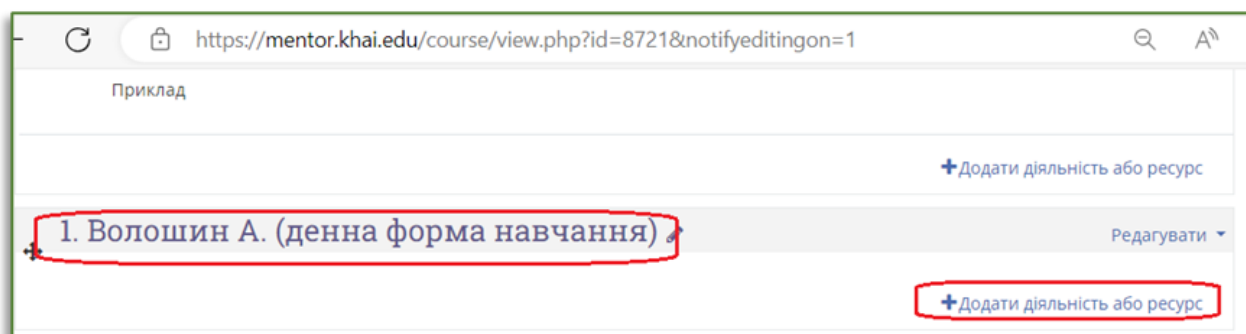 https://mentor.khai.edu/course/view.php?id=8721&notifyeditingon=1
Приклад
+Додати діяльність або ресурс
1. Волошин А. (денна форма навчання)
Редагувати
+Додати діяльність або ресурс